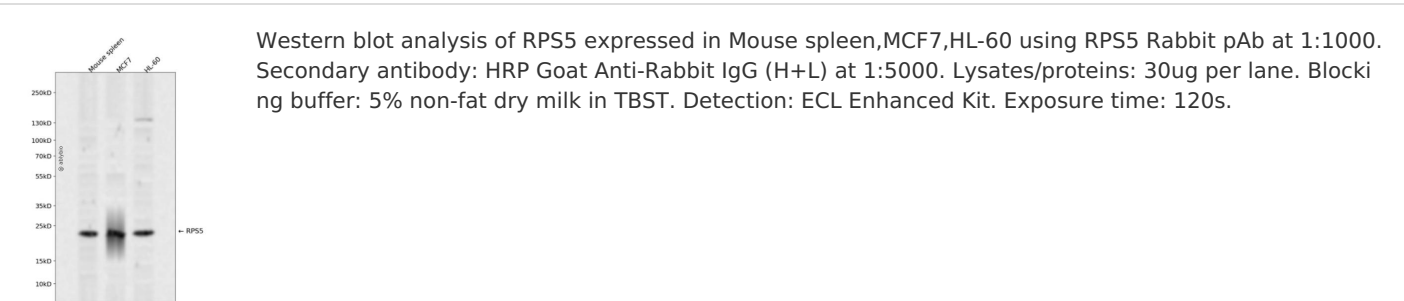 Mouse spleen
MCF7
HL-60
Western blot analysis of RPS5 expressed in Mouse spleen,MCF7,HL-60 using RPS5 Rabbit pAb at 1:1000.
Secondary antibody: HRP Goat Anti-Rabbit IgG (H+L) at 1:5000. Lysates/proteins: 30ug per lane. Blocki
ng buffer: 5% non-fat dry milk in TBST. Detection: ECL Enhanced Kit. Exposure time: 120s.
250kD
130kD
100kD
70kD
55kD
35kD
25kD
← RPS5
15kD
10kD